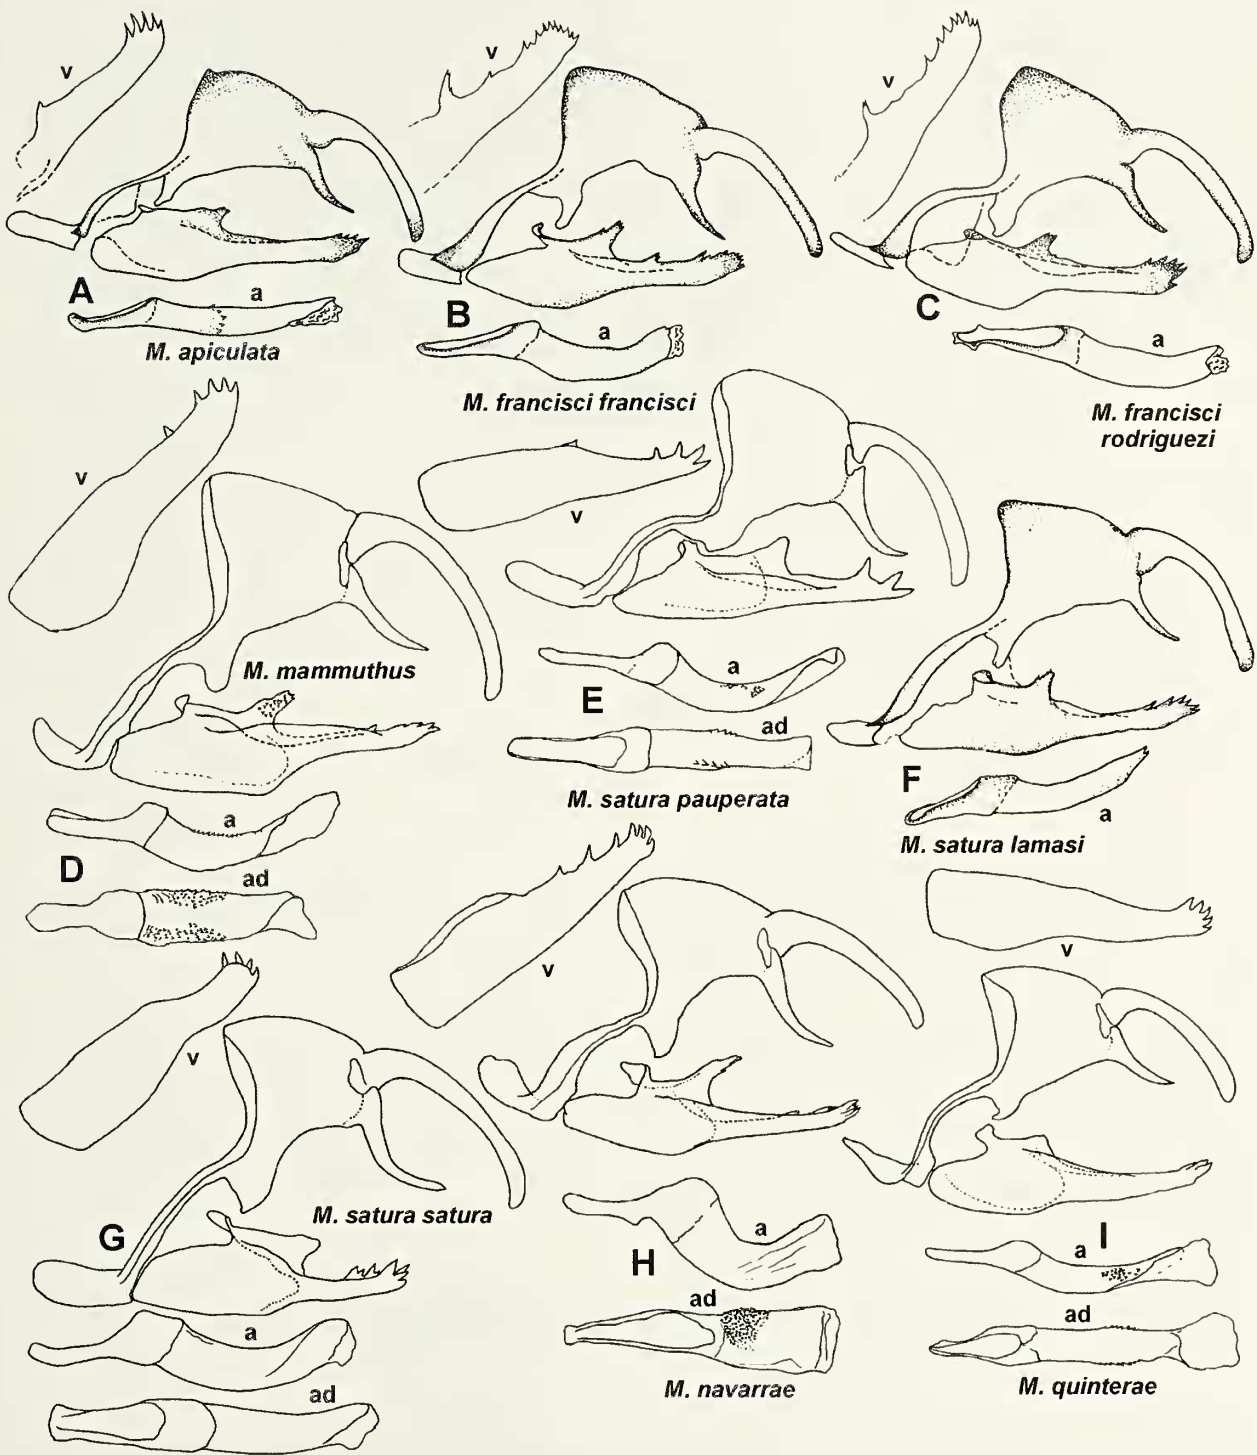 v
v
v
A
a
M. apiculata
B
a
M. francisci francisci
C
a
M. francisci
rodriguezi
v
M. mammuthus
a
D
ad
v
a
E
ad
M. satura pauperata
F
a
M. satura lamasi
v
G
M. satura satura
a
ad
v
H
a
ad
M. navarrae
v
a
I
ad
M. quinterae